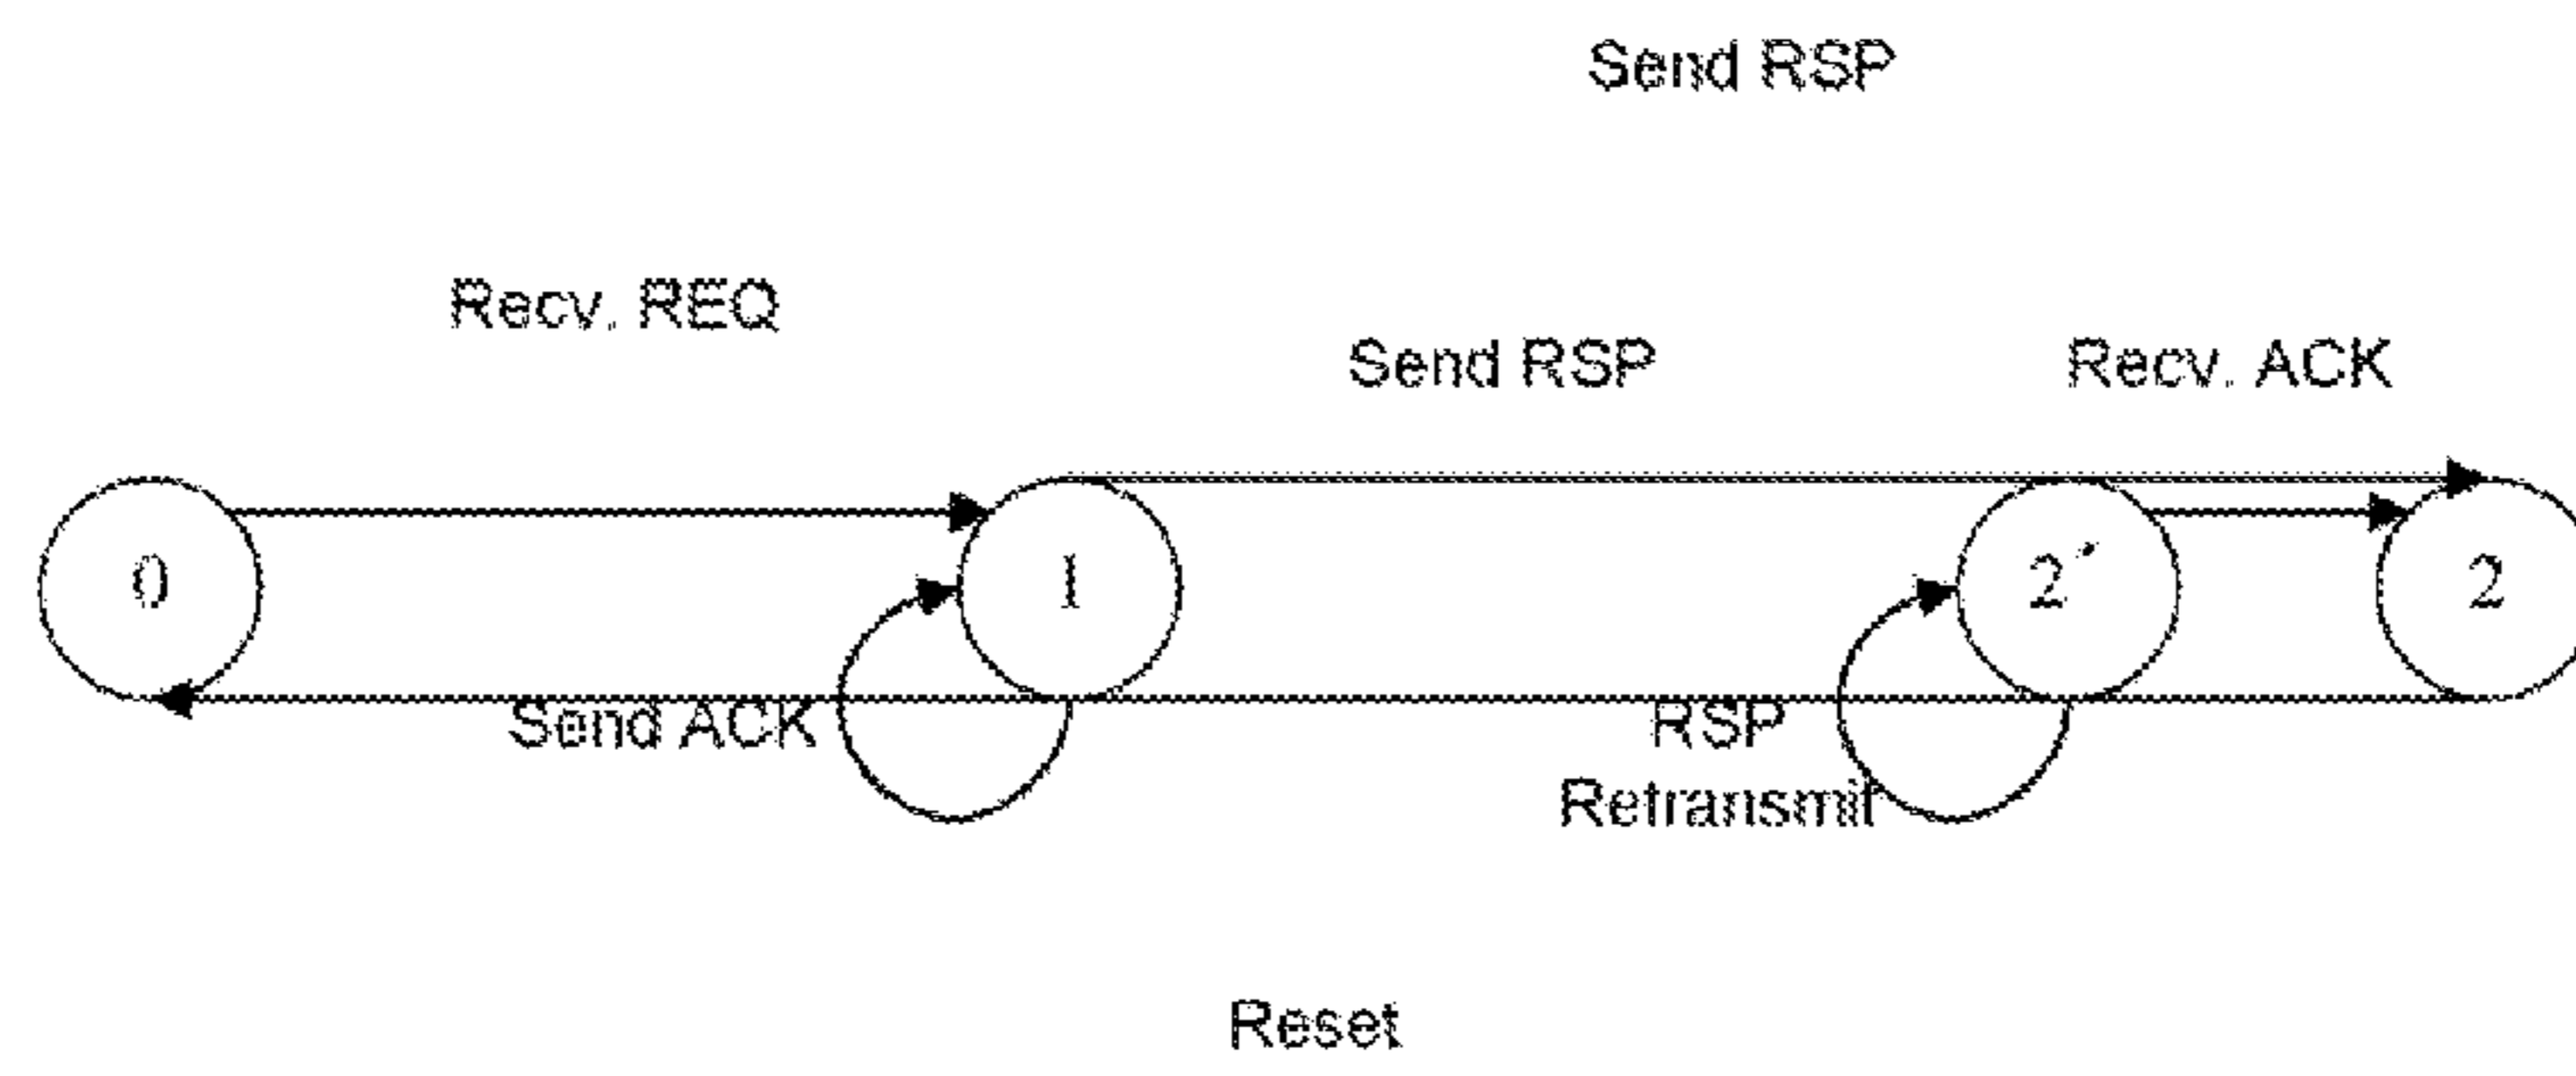 Send RSP
Recv. REQ
Send RSP
Recv. ACK
0
1
2´
2
Send ACK
RSP
Retransmit
Reset